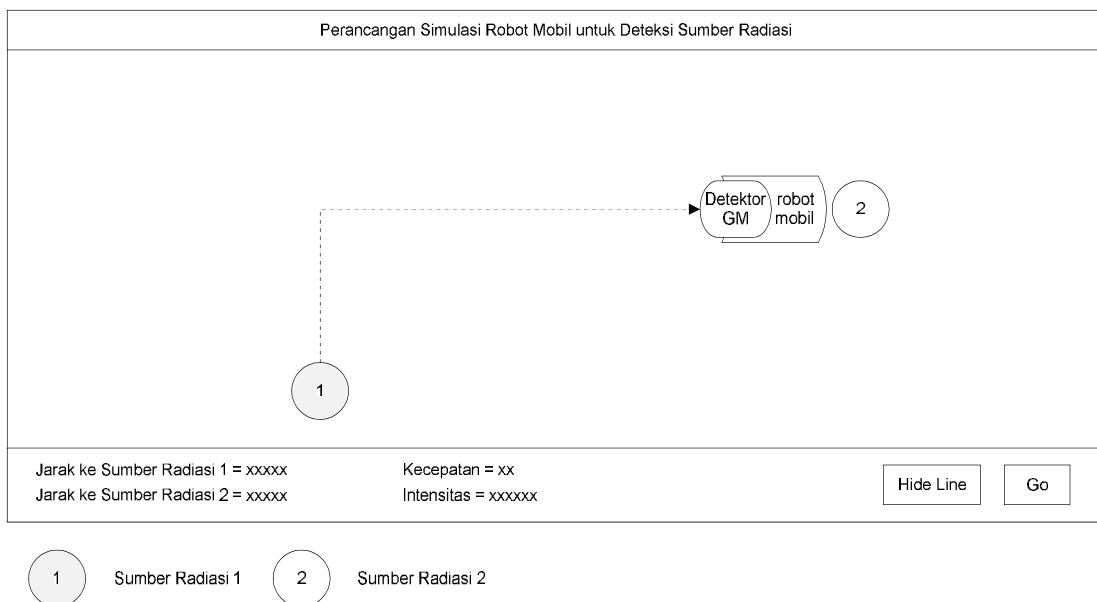 Perancangan Simulasi Robot Mobil untuk Deteksi Sumber Radiasi
Detektor GM
robot mobil
2
1
Jarak ke Sumber Radiasi 1 = xxxxx
Jarak ke Sumber Radiasi 2 = xxxxx
Kecepatan = xx
Intensitas = xxxxxx
Hide Line
Go
1
Sumber Radiasi 1
2
Sumber Radiasi 2